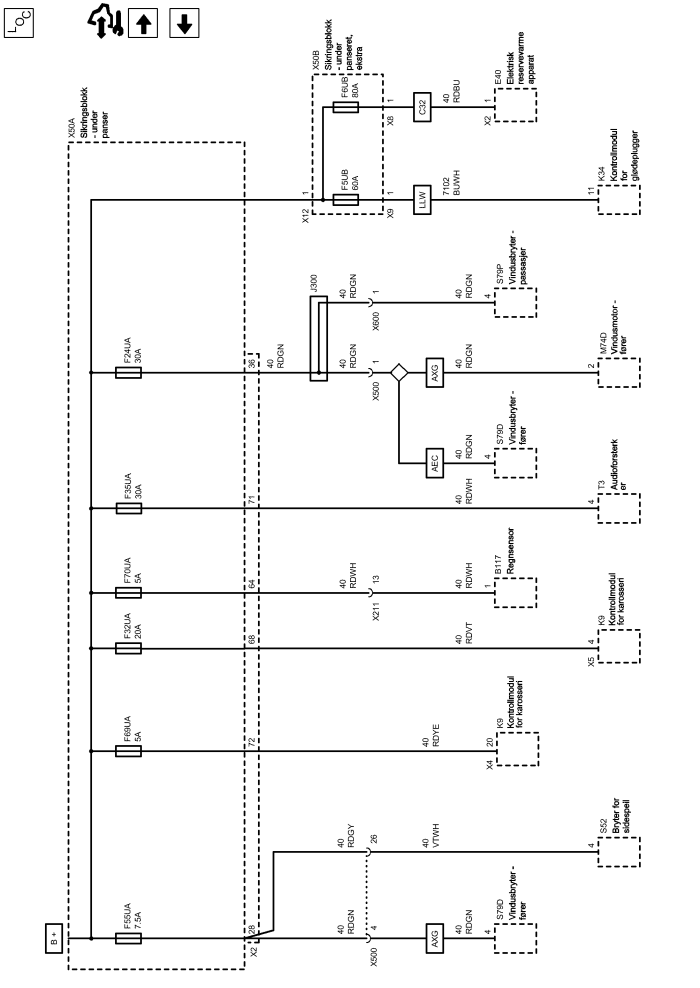 LOC
B +
X50A
Sikringsblokk
- under
panser
F55UA
7.5A
F69UA
5A
F32UA
20A
F70UA
5A
F35UA
30A
F24UA
30A
X2
28
72
68
64
71
36
X50B
Sikringsblokk
- under
panseret,
ekstra
X12
1
F5UB
60A
F6UB
80A
X9
1
X8
1
LLW
C32
7102
BUWH
40
RDBU
X2
1
E40
Elektrisk
reservevarme
apparat
11
K34
Kontrollmodul
for
glødeplugger
40
RDGN
J300
40
RDGN
40
RDGN
X500
1
X600
1
40
RDGN
4
S79P
Vindusbryter -
passasjer
AXG
40
RDGN
2
M74D
Vindusmotor -
fører
AEC
40
RDGN
4
S79D
Vindusbryter -
fører
40
RDWH
4
T3
Audioforsterk
er
40
RDWH
X211
13
40
RDWH
1
B117
Regnsensor
40
RDVT
X5
4
K9
Kontrollmodul
for karosseri
40
RDYE
X4
20
K9
Kontrollmodul
for karosseri
40
RDGY
26
40
VTWH
4
S52
Bryter for
sidespeil
40
RDGN
X500
4
AXG
40
RDGN
4
S79D
Vindusbryter -
fører